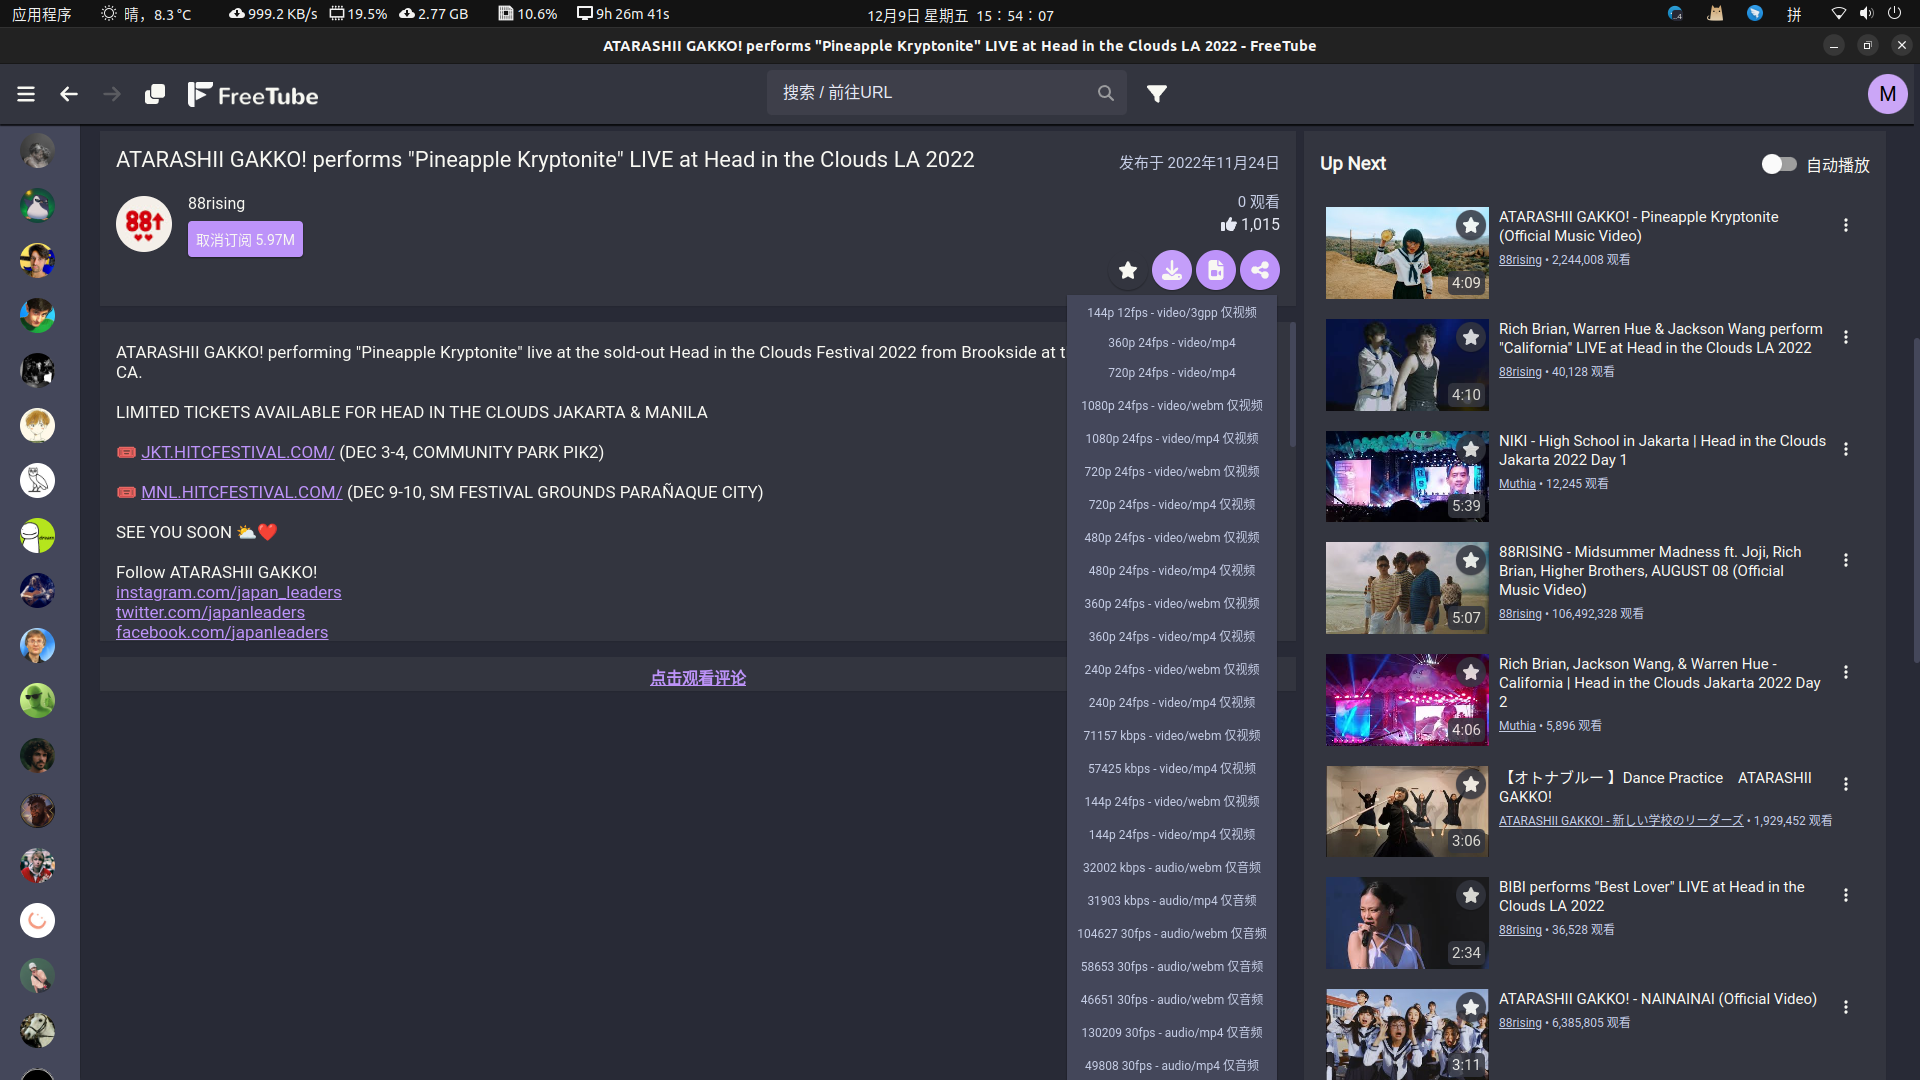 应用程序 晴，8.3 °C 999.2 KB/s 19.5% 2.77 GB 10.6% 9h 26m 41s 12月9日 星期五 15：54：07 拼
ATARASHII GAKKO! performs "Pineapple Kryptonite" LIVE at Head in the Clouds LA 2022 - FreeTube
FreeTube
搜索 / 前往URL
M
ATARASHII GAKKO! performs "Pineapple Kryptonite" LIVE at Head in the Clouds LA 2022
发布于 2022年11月24日
88↑
88rising
取消订阅 5.97M
0 观看
1,015
ATARASHII GAKKO! performing "Pineapple Kryptonite" live at the sold-out Head in the Clouds Festival 2022 from Brookside at t
CA.
LIMITED TICKETS AVAILABLE FOR HEAD IN THE CLOUDS JAKARTA & MANILA
🎟️ JKT.HITCFESTIVAL.COM/ (DEC 3-4, COMMUNITY PARK PIK2)
🎟️ MNL.HITCFESTIVAL.COM/ (DEC 9-10, SM FESTIVAL GROUNDS PARAÑAQUE CITY)
SEE YOU SOON ⛅❤️
Follow ATARASHII GAKKO!
instagram.com/japan_leaders
twitter.com/japanleaders
facebook.com/japanleaders
点击观看评论
144p 12fps - video/3gpp 仅视频
360p 24fps - video/mp4
720p 24fps - video/mp4
1080p 24fps - video/webm 仅视频
1080p 24fps - video/mp4 仅视频
720p 24fps - video/webm 仅视频
720p 24fps - video/mp4 仅视频
480p 24fps - video/webm 仅视频
480p 24fps - video/mp4 仅视频
360p 24fps - video/webm 仅视频
360p 24fps - video/mp4 仅视频
240p 24fps - video/webm 仅视频
240p 24fps - video/mp4 仅视频
71157 kbps - video/webm 仅视频
57425 kbps - video/mp4 仅视频
144p 24fps - video/webm 仅视频
144p 24fps - video/mp4 仅视频
32002 kbps - audio/webm 仅音频
31903 kbps - audio/mp4 仅音频
104627 30fps - audio/webm 仅音频
58653 30fps - audio/webm 仅音频
46651 30fps - audio/webm 仅音频
130209 30fps - audio/mp4 仅音频
49808 30fps - audio/mp4 仅音频
Up Next
自动播放
ATARASHII GAKKO! - Pineapple Kryptonite
(Official Music Video)
88rising • 2,244,008 观看
4:09
Rich Brian, Warren Hue & Jackson Wang perform
"California" LIVE at Head in the Clouds LA 2022
88rising • 40,128 观看
4:10
NIKI - High School in Jakarta | Head in the Clouds
Jakarta 2022 Day 1
Muthia • 12,245 观看
5:39
88RISING - Midsummer Madness ft. Joji, Rich
Brian, Higher Brothers, AUGUST 08 (Official
Music Video)
88rising • 106,492,328 观看
5:07
Rich Brian, Jackson Wang, & Warren Hue -
California | Head in the Clouds Jakarta 2022 Day
2
Muthia • 5,896 观看
4:06
【オトナブルー 】Dance Practice　ATARASHII
GAKKO!
ATARASHII GAKKO! - 新しい学校のリーダーズ • 1,929,452 观看
3:06
BIBI performs "Best Lover" LIVE at Head in the
Clouds LA 2022
88rising • 36,528 观看
2:34
ATARASHII GAKKO! - NAINAINAI (Official Video)
88rising • 6,385,805 观看
3:11